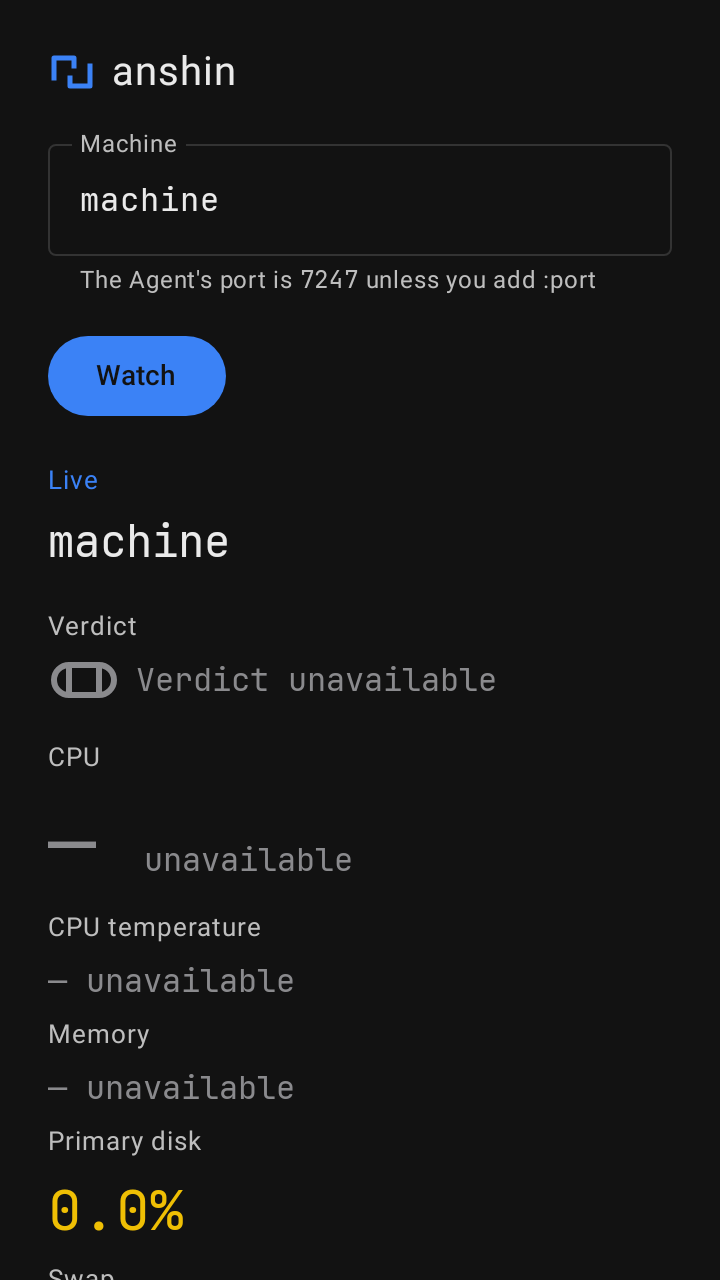 anshin
Machine
machine
The Agent's port is 7247 unless you add :port
Watch
Live
machine
Verdict
Verdict unavailable
CPU
— unavailable
CPU temperature
— unavailable
Memory
— unavailable
Primary disk
0.0%
Swap